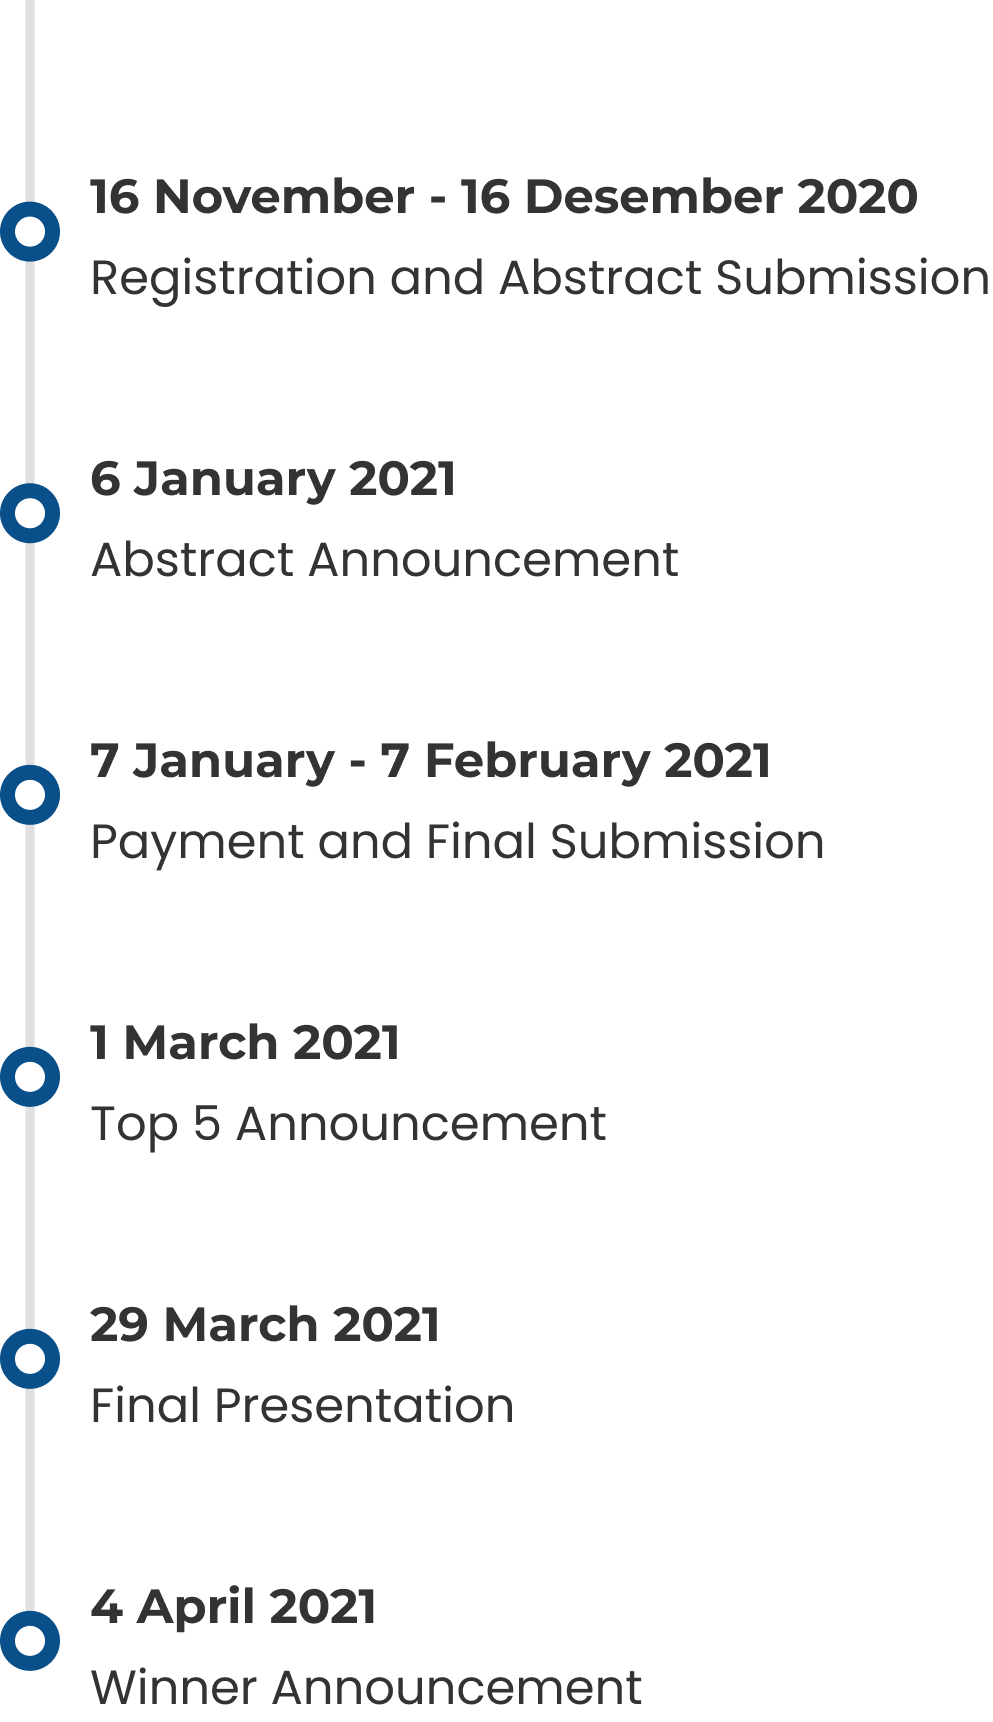 16 November - 16 Desember 2020
Registration and Abstract Submission
6 January 2021
Abstract Announcement
7 January - 7 February 2021
Payment and Final Submission
1 March 2021
Top 5 Announcement
29 March 2021
Final Presentation
4 April 2021
Winner Announcement